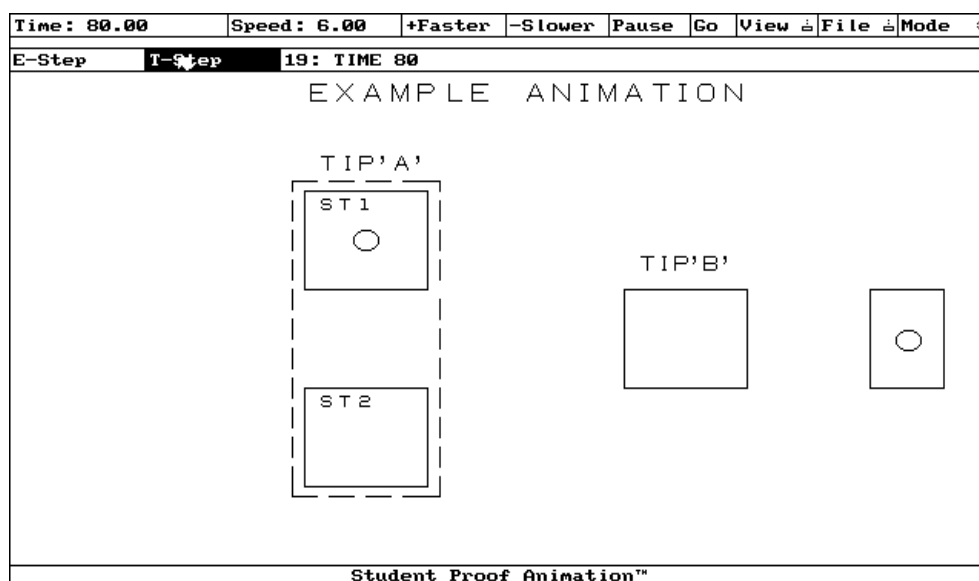 Time: 80.00 Speed: 6.00 +Faster -Slower Pause Go View File Mode
E-Step T-Step 19: TIME 80
EXAMPLE ANIMATION
TIP'A'
ST1
TIP'B'
ST2
Student Proof Animation™